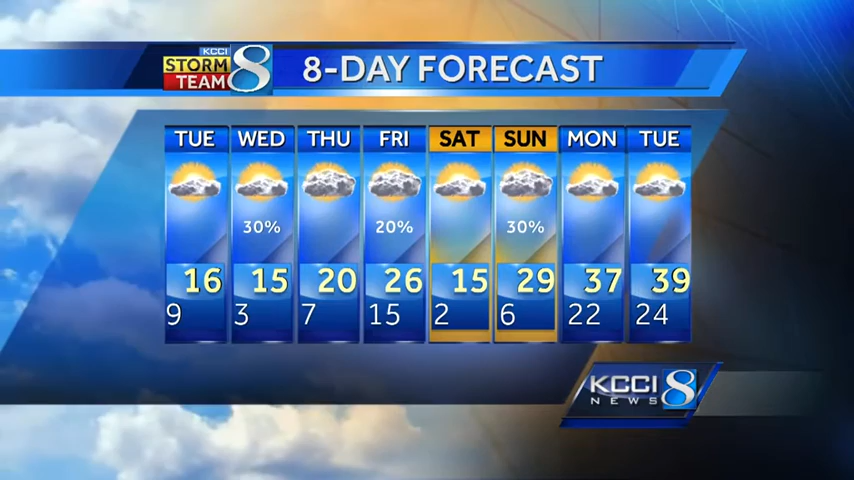 KCCI
STORM
TEAM 8
8-DAY FORECAST
TUE WED THU FRI SAT SUN MON TUE
30% 20% 30%
16 15 20 26 15 29 37 39
9 3 7 15 2 6 22 24
KCCI 8
NEWS